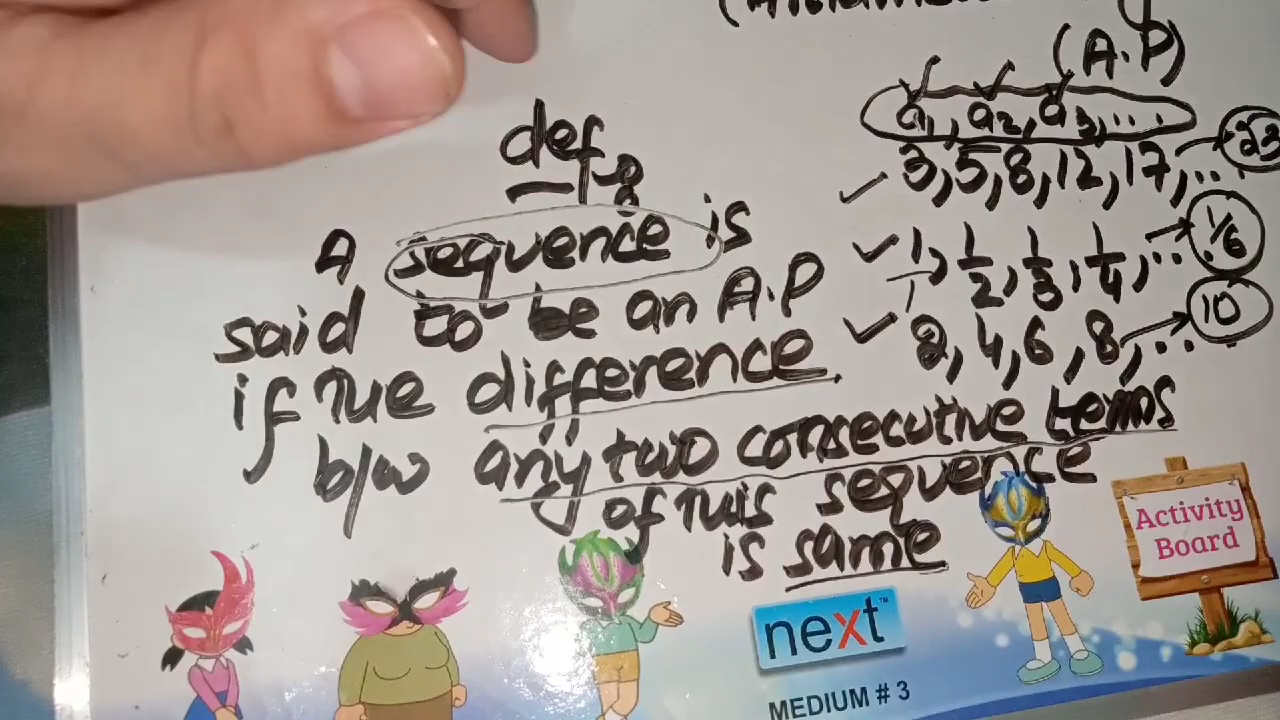 (A.P)
a1, a2, a3, ...
3, 5, 8, 12, 17, ... 23
1/1, 1/2, 1/3, 1/4, ... 1/6
2, 4, 6, 8, ... 10
def:
A sequence is
said to be an A.P
if the difference
b/w any two consecutive terms
of this sequence
is same
Activity
Board
next™
MEDIUM # 3